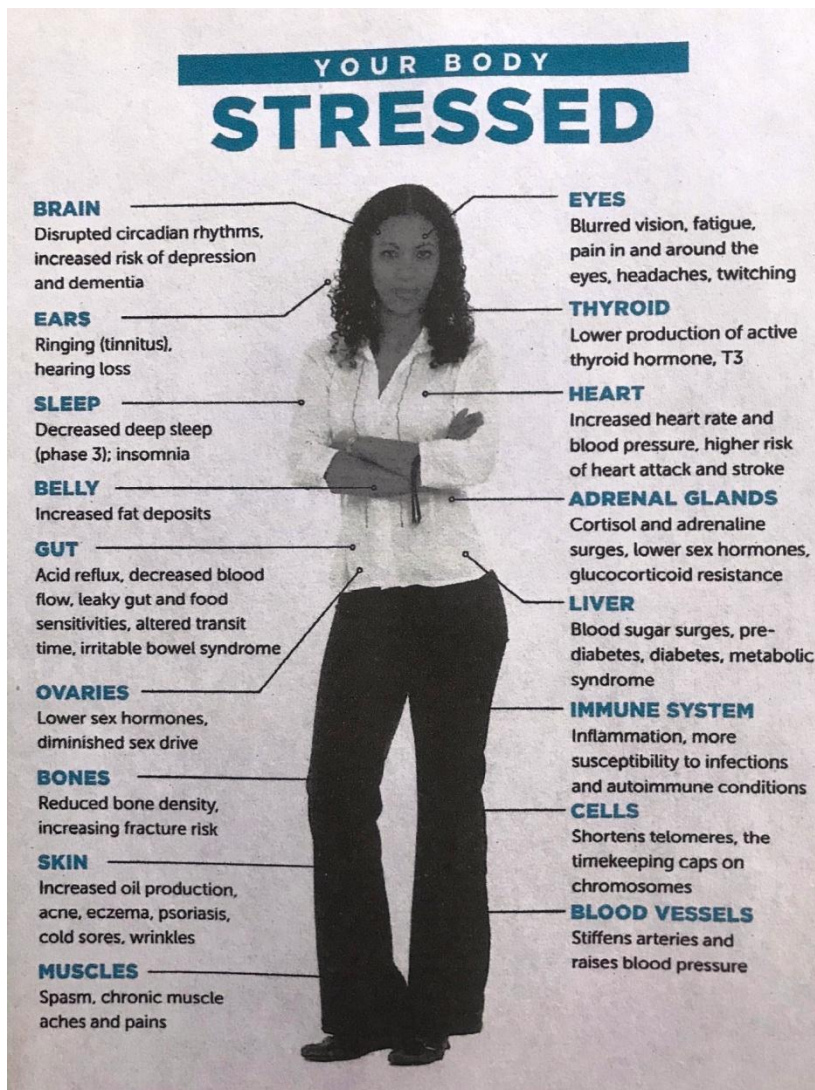 YOUR BODY
STRESSED
BRAIN
Disrupted circadian rhythms,
increased risk of depression
and dementia
EARS
Ringing (tinnitus),
hearing loss
SLEEP
Decreased deep sleep
(phase 3); insomnia
BELLY
Increased fat deposits
GUT
Acid reflux, decreased blood
flow, leaky gut and food
sensitivities, altered transit
time, irritable bowel syndrome
OVARIES
Lower sex hormones,
diminished sex drive
BONES
Reduced bone density,
increasing fracture risk
SKIN
Increased oil production,
acne, eczema, psoriasis,
cold sores, wrinkles
MUSCLES
Spasm, chronic muscle
aches and pains
EYES
Blurred vision, fatigue,
pain in and around the
eyes, headaches, twitching
THYROID
Lower production of active
thyroid hormone, T3
HEART
Increased heart rate and
blood pressure, higher risk
of heart attack and stroke
ADRENAL GLANDS
Cortisol and adrenaline
surges, lower sex hormones,
glucocorticoid resistance
LIVER
Blood sugar surges, pre-
diabetes, diabetes, metabolic
syndrome
IMMUNE SYSTEM
Inflammation, more
susceptibility to infections
and autoimmune conditions
CELLS
Shortens telomeres, the
timekeeping caps on
chromosomes
BLOOD VESSELS
Stiffens arteries and
raises blood pressure